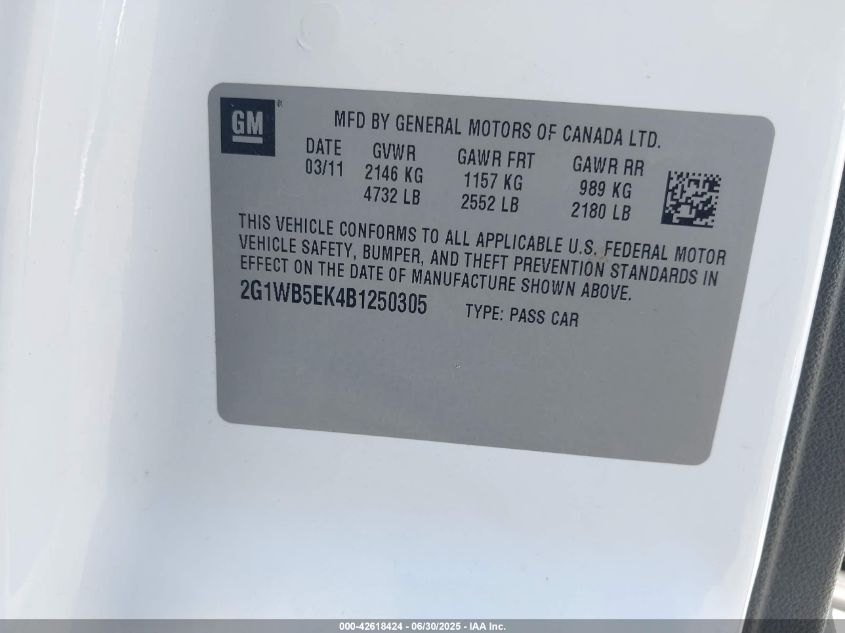 GM
MFD BY GENERAL MOTORS OF CANADA LTD.
DATE GVWR GAWR FRT GAWR RR
03/11 2146 KG 1157 KG 989 KG
4732 LB 2552 LB 2180 LB
THIS VEHICLE CONFORMS TO ALL APPLICABLE U.S. FEDERAL MOTOR
VEHICLE SAFETY, BUMPER, AND THEFT PREVENTION STANDARDS IN
EFFECT ON THE DATE OF MANUFACTURE SHOWN ABOVE.
2G1WB5EK4B1250305 TYPE: PASS CAR
000-42618424 - 06/30/2025 - IAA Inc.